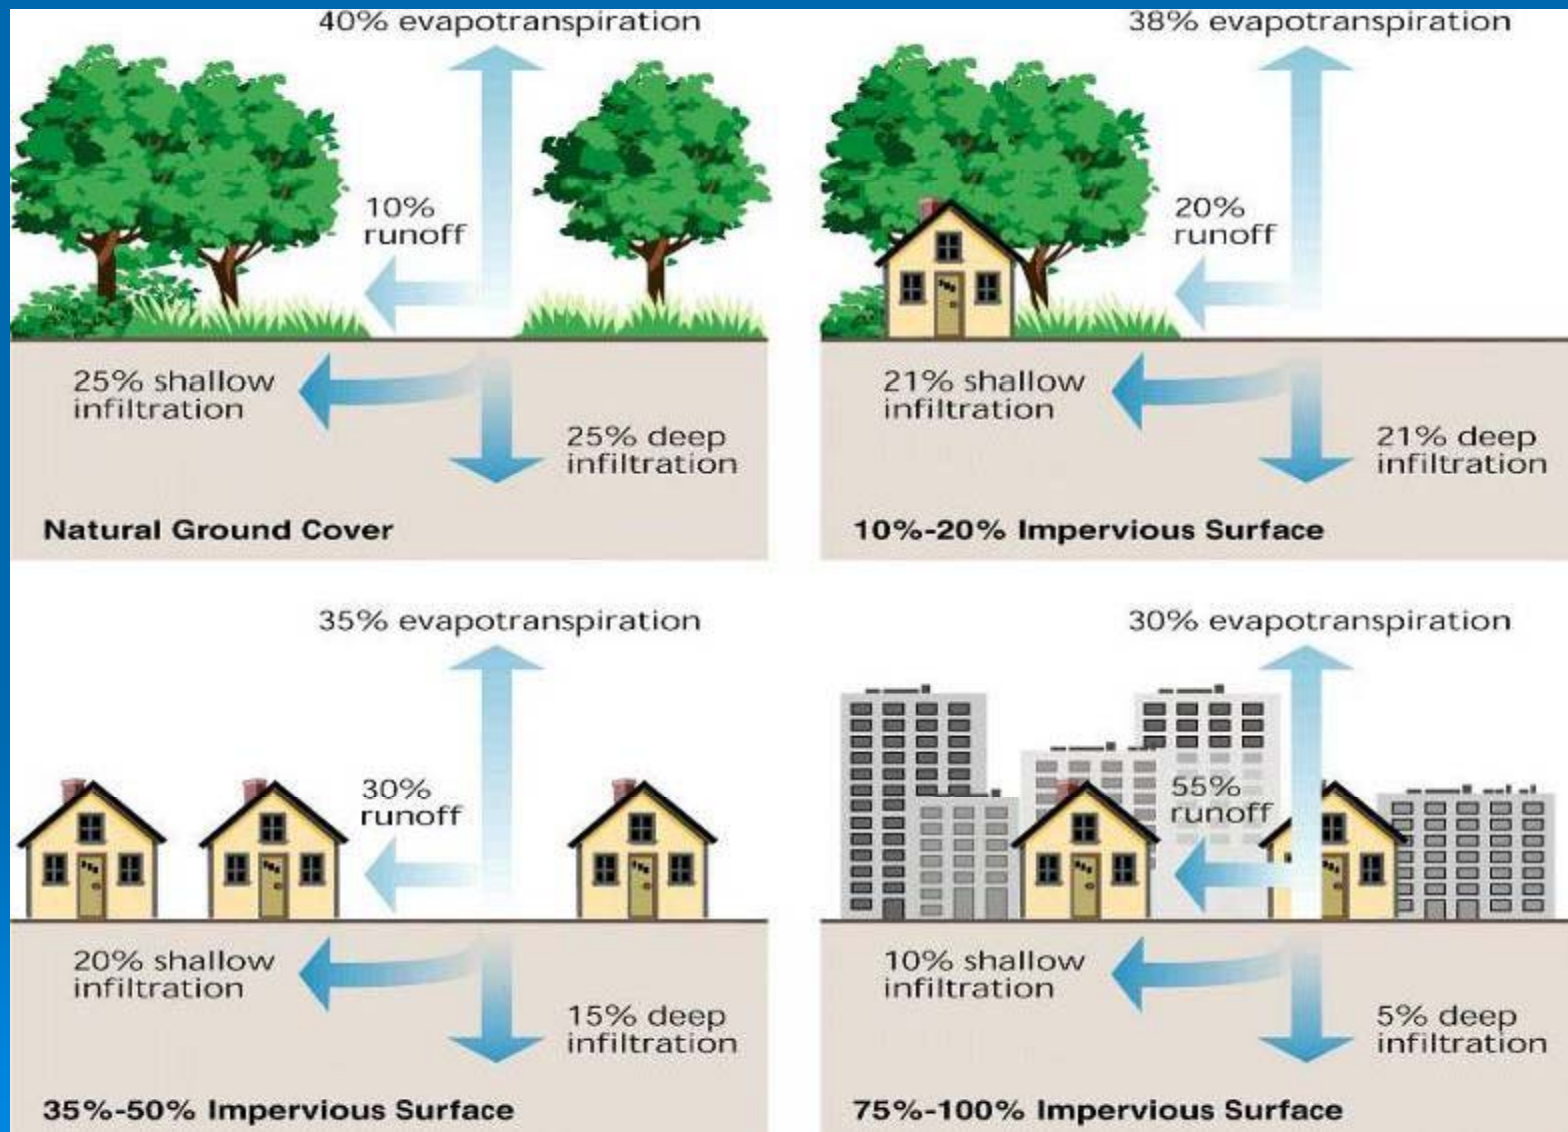 40% evapotranspiration
10%
runoff
25% shallow
infiltration
25% deep
infiltration
Natural Ground Cover
38% evapotranspiration
20%
runoff
21% shallow
infiltration
21% deep
infiltration
10%-20% Impervious Surface
35% evapotranspiration
30%
runoff
20% shallow
infiltration
15% deep
infiltration
35%-50% Impervious Surface
30% evapotranspiration
55%
runoff
10% shallow
infiltration
5% deep
infiltration
75%-100% Impervious Surface